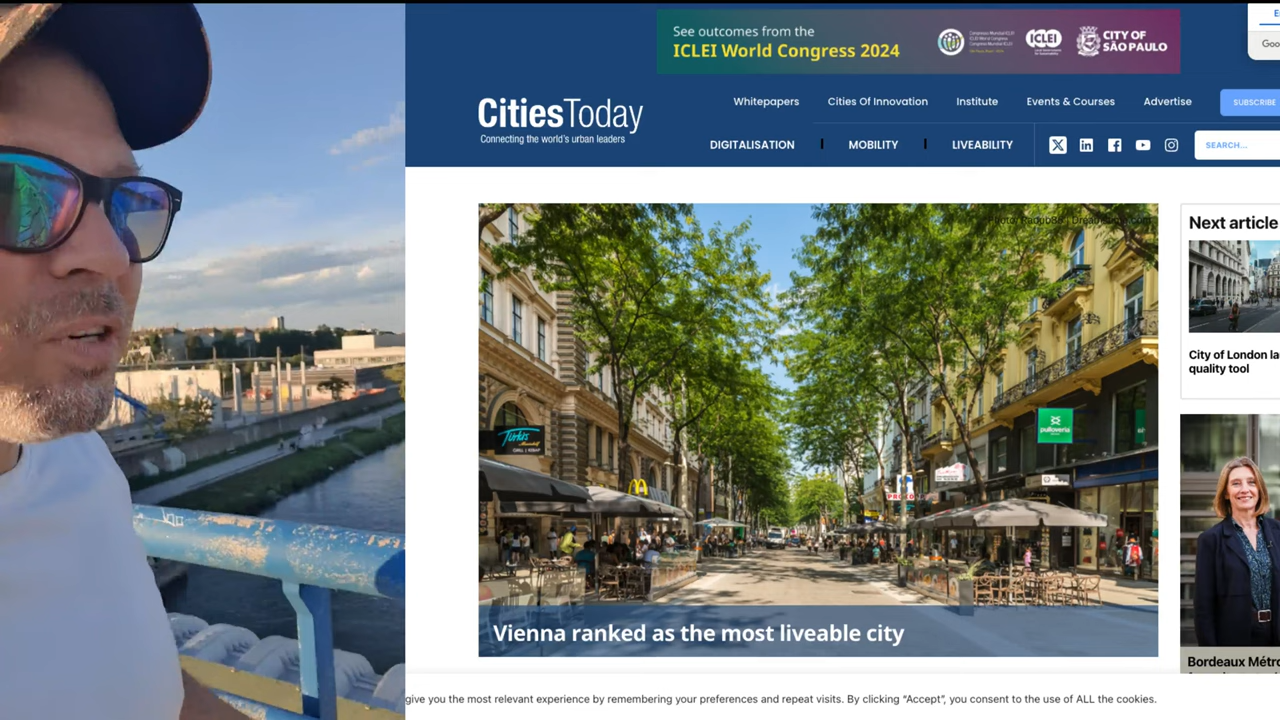 See outcomes from the
ICLEI World Congress 2024
ICLEI
CITY OF
SÃO PAULO
CitiesToday
Connecting the world's urban leaders
Whitepapers
Cities Of Innovation
Institute
Events & Courses
Advertise
SUBSCRIBE
DIGITALISATION
MOBILITY
LIVEABILITY
SEARCH...
Goo
Next article
City of London la
quality tool
Türkis
GRILL | KEBAP
pulloveria
Vienna ranked as the most liveable city
Bordeaux Métro
give you the most relevant experience by remembering your preferences and repeat visits. By clicking “Accept”, you consent to the use of ALL the cookies.